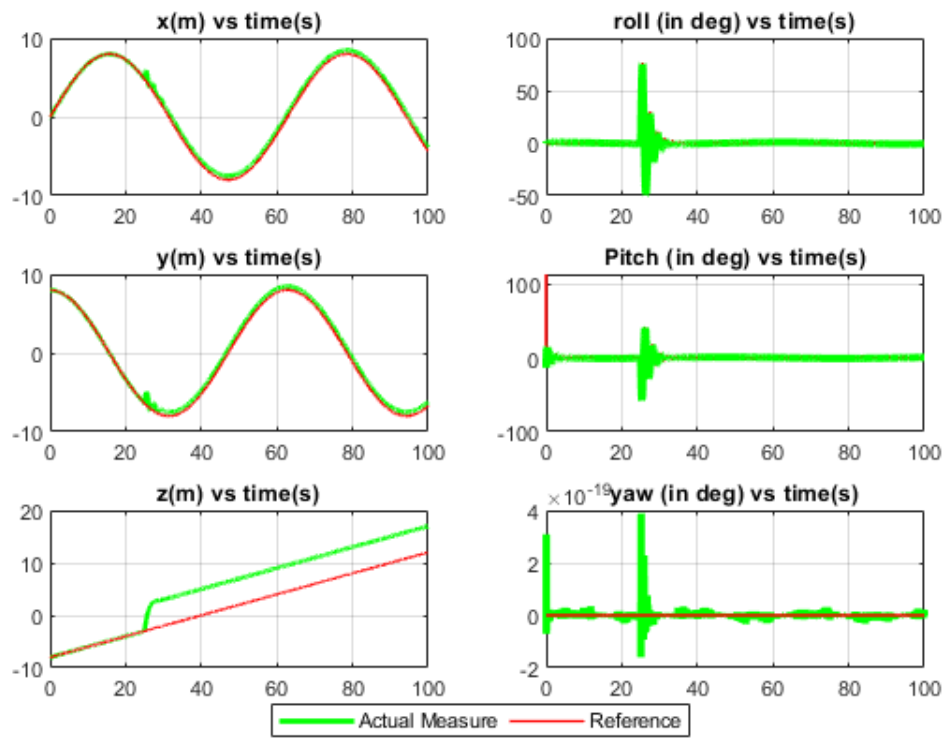 x(m) vs time(s)
10
0
-10
0 20 40 60 80 100
roll (in deg) vs time(s)
100
50
0
-50
0 20 40 60 80 100
y(m) vs time(s)
10
0
-10
0 20 40 60 80 100
Pitch (in deg) vs time(s)
100
0
-100
0 20 40 60 80 100
z(m) vs time(s)
20
10
0
-10
0 20 40 60 80 100
×10⁻¹⁹ yaw (in deg) vs time(s)
4
2
0
-2
0 20 40 60 80 100
Actual Measure Reference